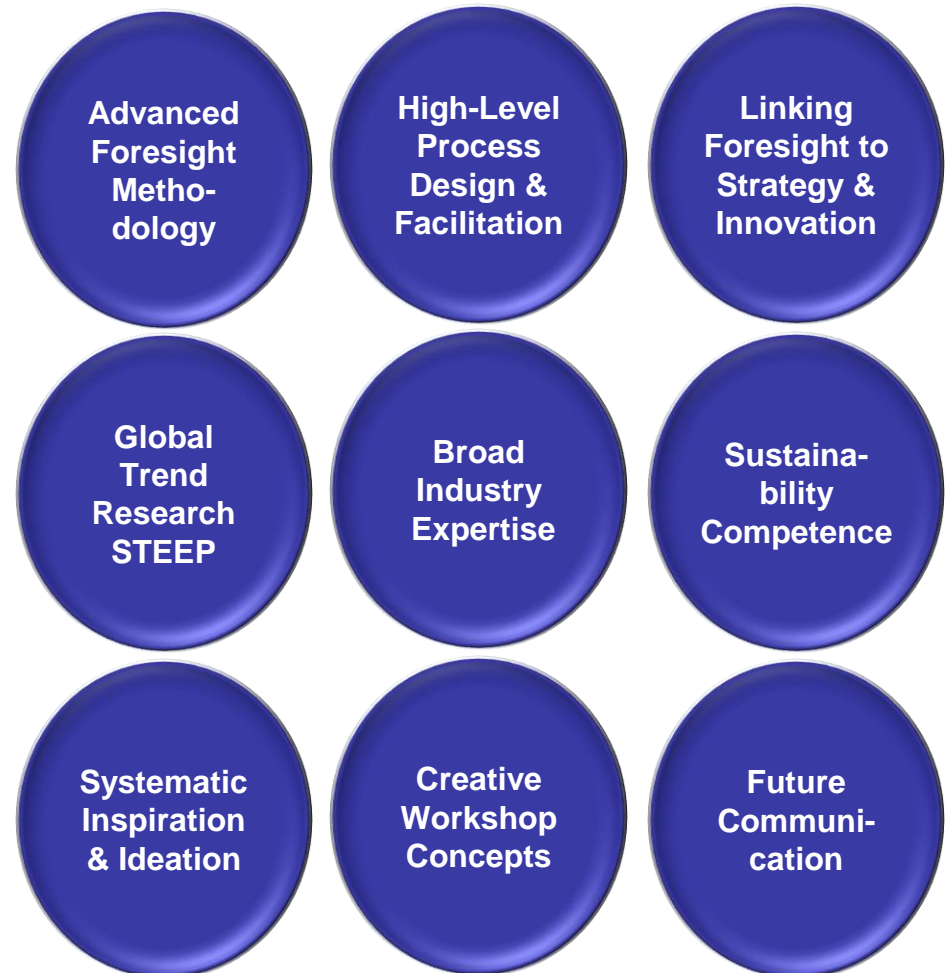 Advanced
Foresight
Metho-
dology
High-Level
Process
Design &
Facilitation
Linking
Foresight to
Strategy &
Innovation
Global
Trend
Research
STEEP
Broad
Industry
Expertise
Sustaina-
bility
Competence
Systematic
Inspiration
& Ideation
Creative
Workshop
Concepts
Future
Communi-
cation